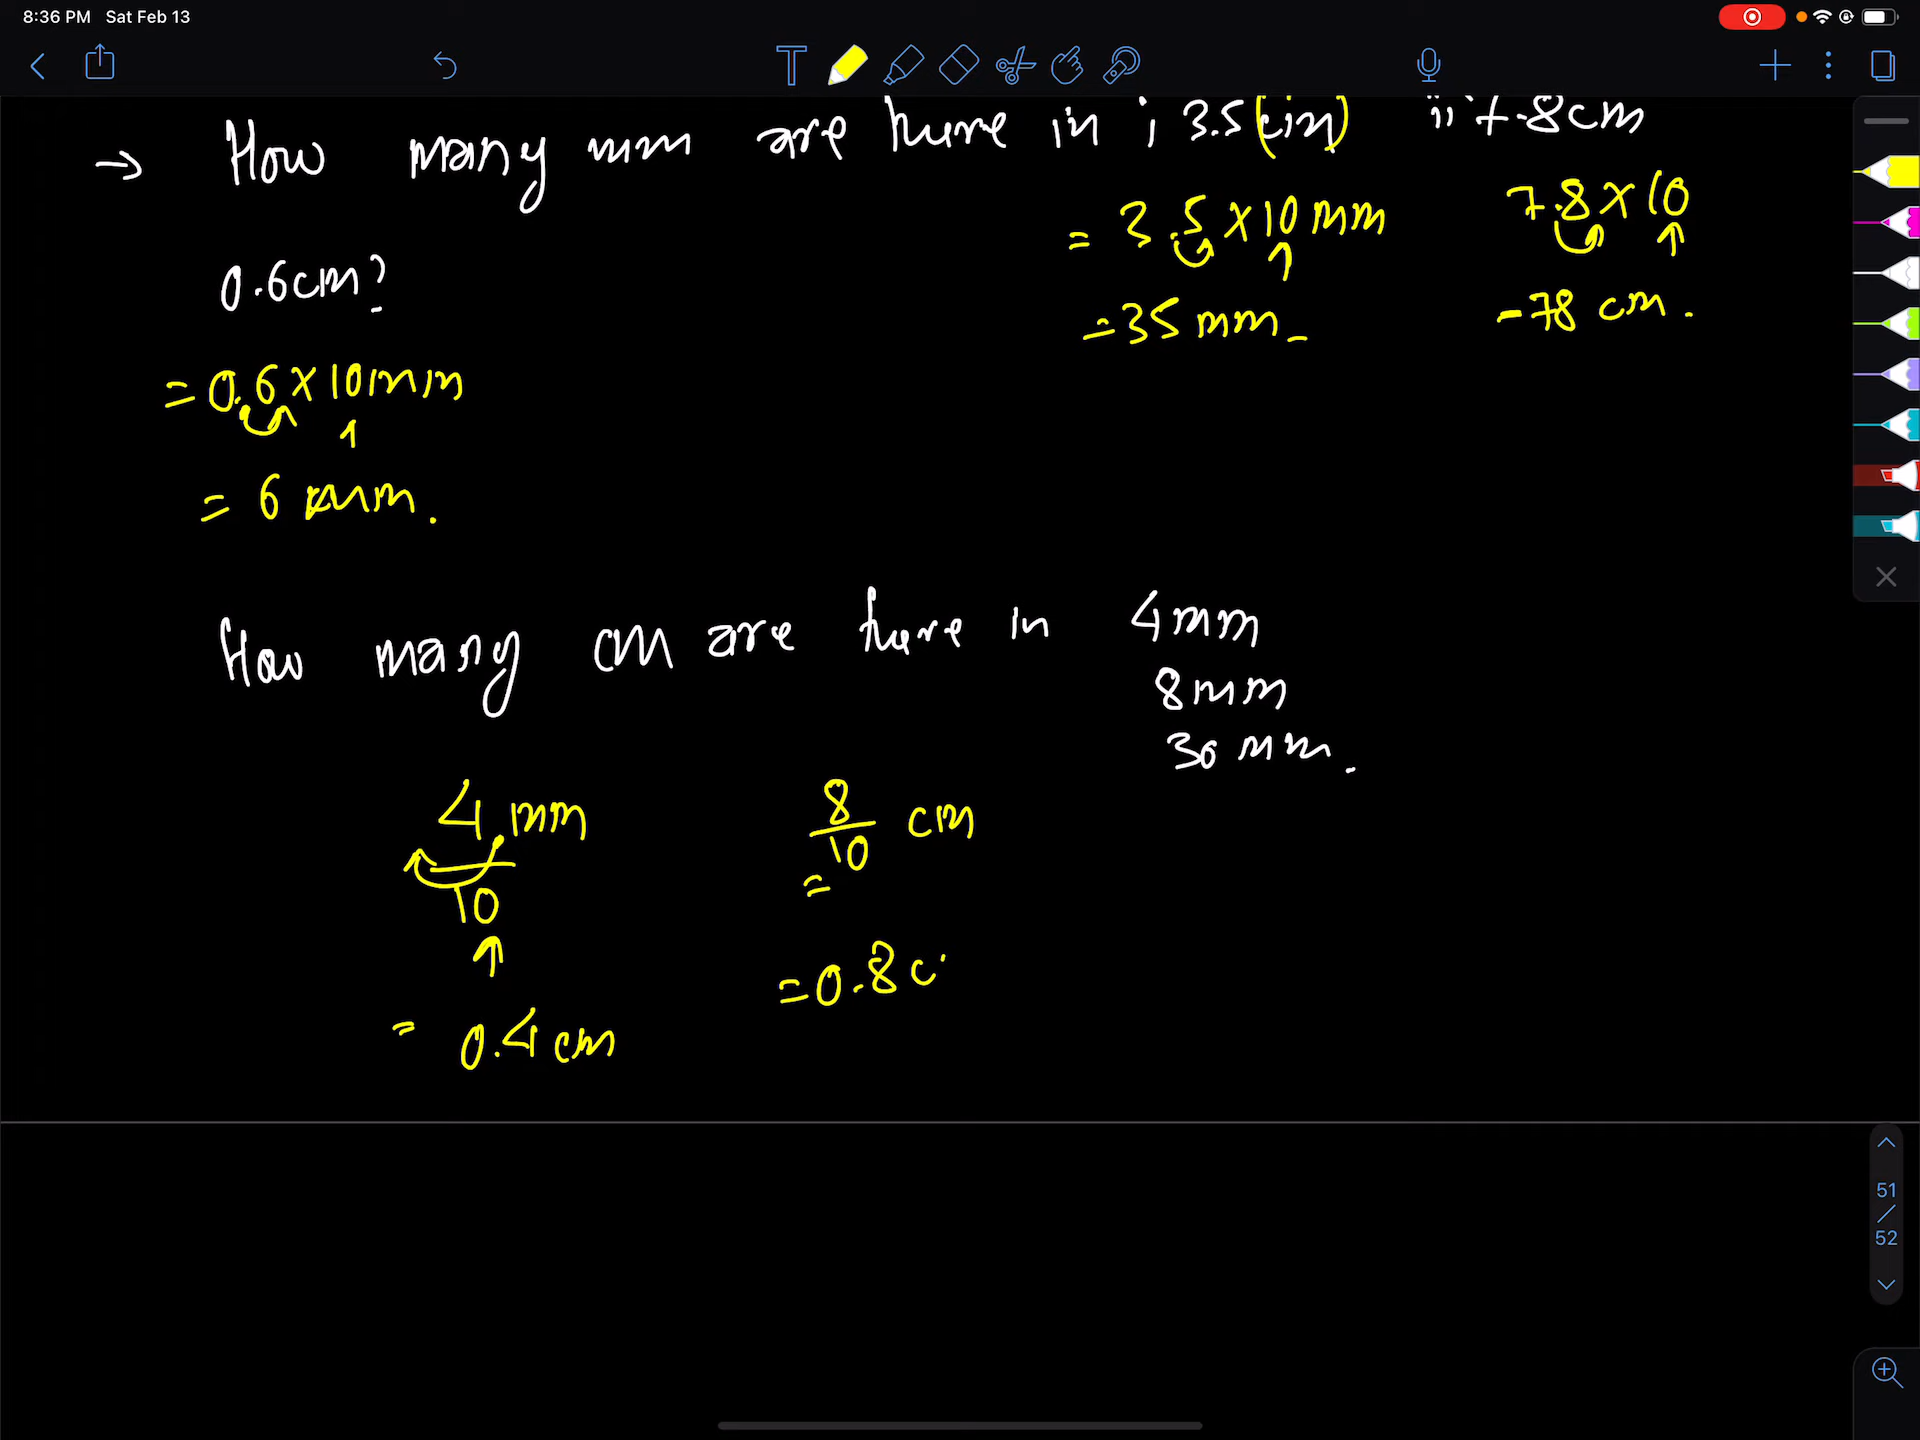 8:36 PM Sat Feb 13
→ How many mm are there in i 3.5 (cm) ii 7.8cm
= 3.5 × 10 mm 7.8 × 10
0.6cm?
= 35 mm - 78 cm.
= 0.6 × 10 mm
= 6 mm.
How many cm are there in 4mm
8mm
30 mm.
4.mm 8/10 cm
10 =
= 0.4 cm = 0.8 c
51
/
52